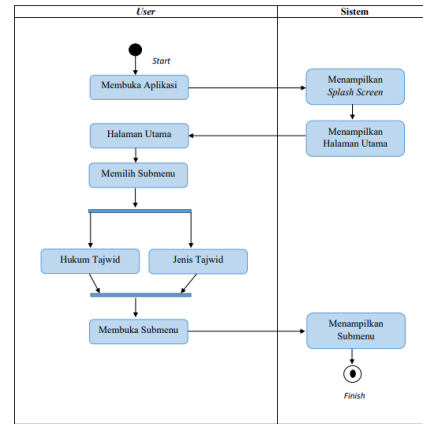 User
Sistem
Start
Membuka Aplikasi
Menampilkan
Splash Screen
Halaman Utama
Menampilkan
Halaman Utama
Memilih Submenu
Hukum Tajwid
Jenis Tajwid
Membuka Submenu
Menampilkan
Submenu
Finish